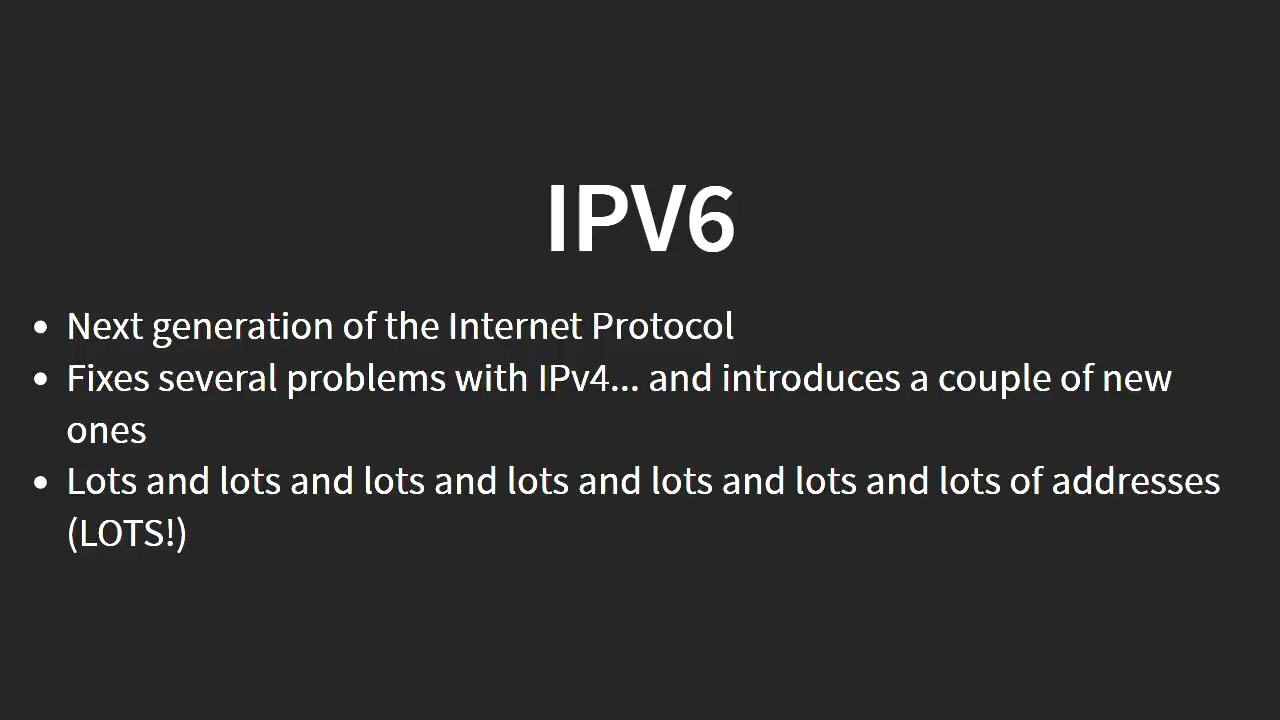 IPV6
• Next generation of the Internet Protocol
• Fixes several problems with IPv4... and introduces a couple of new
ones
• Lots and lots and lots and lots and lots and lots and lots of addresses
(LOTS!)